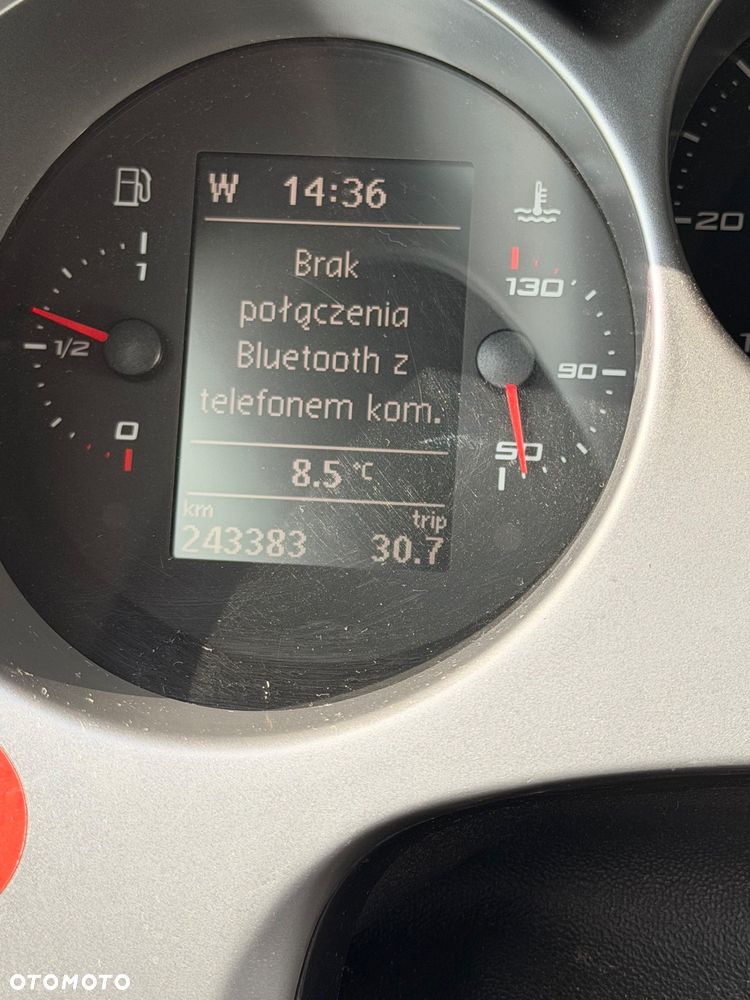 W 14:36
Brak
połączenia
Bluetooth z
telefonem kom.
8.5 °C
km trip
243383 30.7
1
1/2
0
130
90
50
20
OTOMOTO